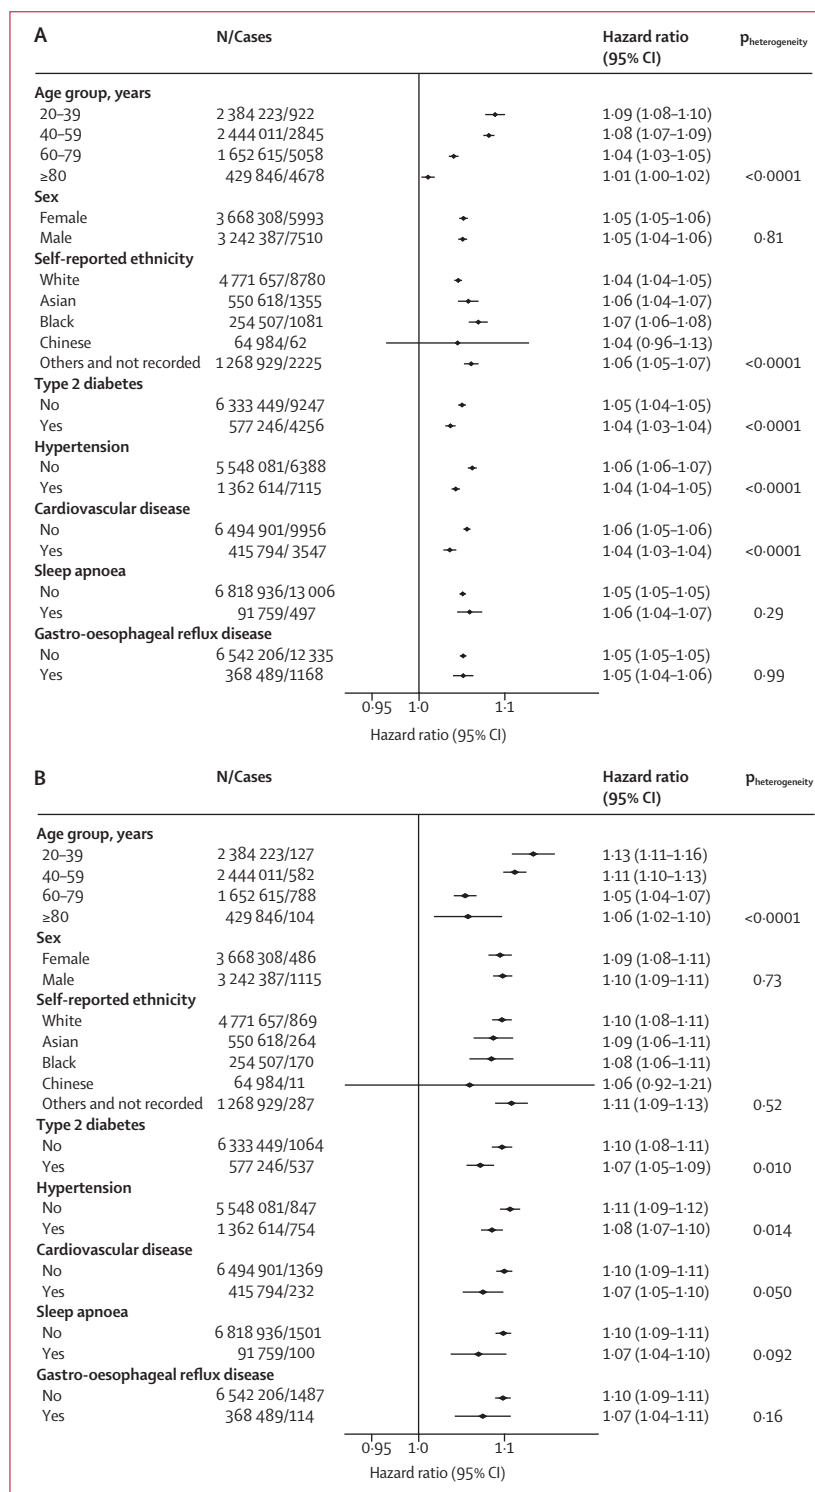 A N/Cases Hazard ratio (95% CI) pheterogeneity
Age group, years
20–39 2 384 223/922 1·09 (1·08–1·10)
40–59 2 444 011/2845 1·08 (1·07–1·09)
60–79 1 652 615/5058 1·04 (1·03–1·05)
≥80 429 846/4678 1·01 (1·00–1·02) <0·0001
Sex
Female 3 668 308/5993 1·05 (1·05–1·06)
Male 3 242 387/7510 1·05 (1·04–1·06) 0·81
Self-reported ethnicity
White 4 771 657/8780 1·04 (1·04–1·05)
Asian 550 618/1355 1·06 (1·04–1·07)
Black 254 507/1081 1·07 (1·06–1·08)
Chinese 64 984/62 1·04 (0·96–1·13)
Others and not recorded 1 268 929/2225 1·06 (1·05–1·07) <0·0001
Type 2 diabetes
No 6 333 449/9247 1·05 (1·04–1·05)
Yes 577 246/4256 1·04 (1·03–1·04) <0·0001
Hypertension
No 5 548 081/6388 1·06 (1·06–1·07)
Yes 1 362 614/7115 1·04 (1·04–1·05) <0·0001
Cardiovascular disease
No 6 494 901/9956 1·06 (1·05–1·06)
Yes 415 794/ 3547 1·04 (1·03–1·04) <0·0001
Sleep apnoea
No 6 818 936/13 006 1·05 (1·05–1·05)
Yes 91 759/497 1·06 (1·04–1·07) 0·29
Gastro-oesophageal reflux disease
No 6 542 206/12 335 1·05 (1·05–1·05)
Yes 368 489/1168 1·05 (1·04–1·06) 0·99
0·95 1·0 1·1
Hazard ratio (95% CI)
B N/Cases Hazard ratio (95% CI) pheterogeneity
Age group, years
20–39 2 384 223/127 1·13 (1·11–1·16)
40–59 2 444 011/582 1·11 (1·10–1·13)
60–79 1 652 615/788 1·05 (1·04–1·07)
≥80 429 846/104 1·06 (1·02–1·10) <0·0001
Sex
Female 3 668 308/486 1·09 (1·08–1·11)
Male 3 242 387/1115 1·10 (1·09–1·11) 0·73
Self-reported ethnicity
White 4 771 657/869 1·10 (1·08–1·11)
Asian 550 618/264 1·09 (1·06–1·11)
Black 254 507/170 1·08 (1·06–1·11)
Chinese 64 984/11 1·06 (0·92–1·21)
Others and not recorded 1 268 929/287 1·11 (1·09–1·13) 0·52
Type 2 diabetes
No 6 333 449/1064 1·10 (1·08–1·11)
Yes 577 246/537 1·07 (1·05–1·09) 0·010
Hypertension
No 5 548 081/847 1·11 (1·09–1·12)
Yes 1 362 614/754 1·08 (1·07–1·10) 0·014
Cardiovascular disease
No 6 494 901/1369 1·10 (1·09–1·11)
Yes 415 794/232 1·07 (1·05–1·10) 0·050
Sleep apnoea
No 6 818 936/1501 1·10 (1·09–1·11)
Yes 91 759/100 1·07 (1·04–1·10) 0·092
Gastro-oesophageal reflux disease
No 6 542 206/1487 1·10 (1·09–1·11)
Yes 368 489/114 1·07 (1·04–1·11) 0·16
0·95 1·0 1·1
Hazard ratio (95% CI)